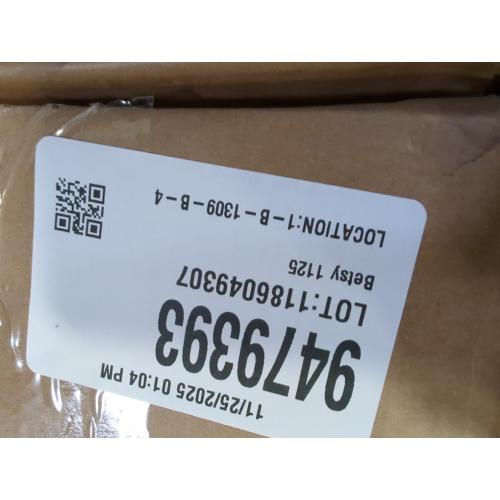 11/25/2025 01:04 PM
9479393
LOT:1186049307
Betsy 1125
LOCATION:1-B-1309-B-4